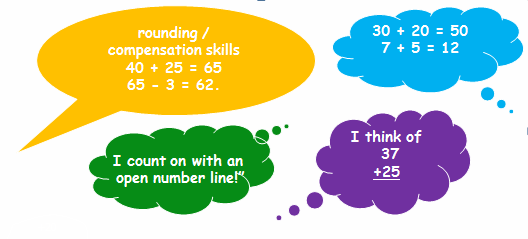 rounding /
compensation skills
40 + 25 = 65
65 - 3 = 62.
30 + 20 = 50
7 + 5 = 12
I count on with an
open number line!”
I think of
37
+25